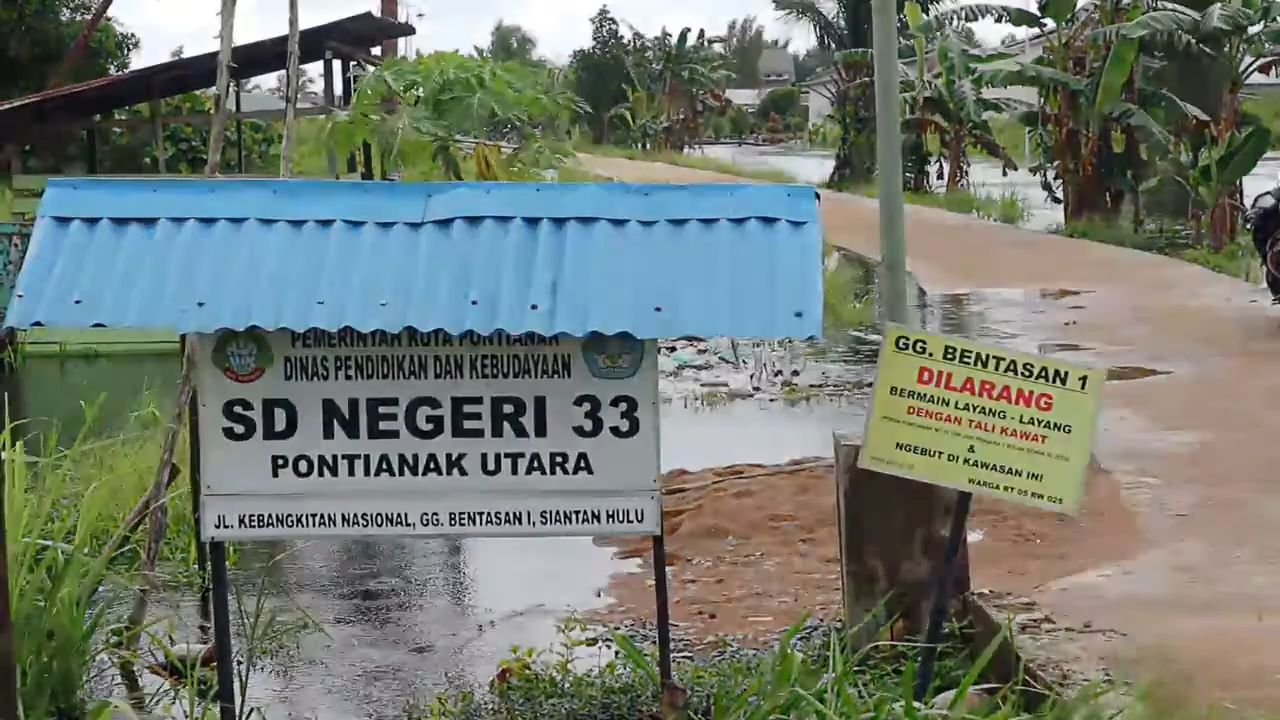 PEMERINTAH KOTA PONTIANAK
DINAS PENDIDIKAN DAN KEBUDAYAAN
SD NEGERI 33
PONTIANAK UTARA
JL. KEBANGKITAN NASIONAL, GG. BENTASAN I, SIANTAN HULU
GG. BENTASAN 1
DILARANG
BERMAIN LAYANG - LAYANG
DENGAN TALI KAWAT
&
NGEBUT DI KAWASAN INI
WARGA RT 05 RW 025